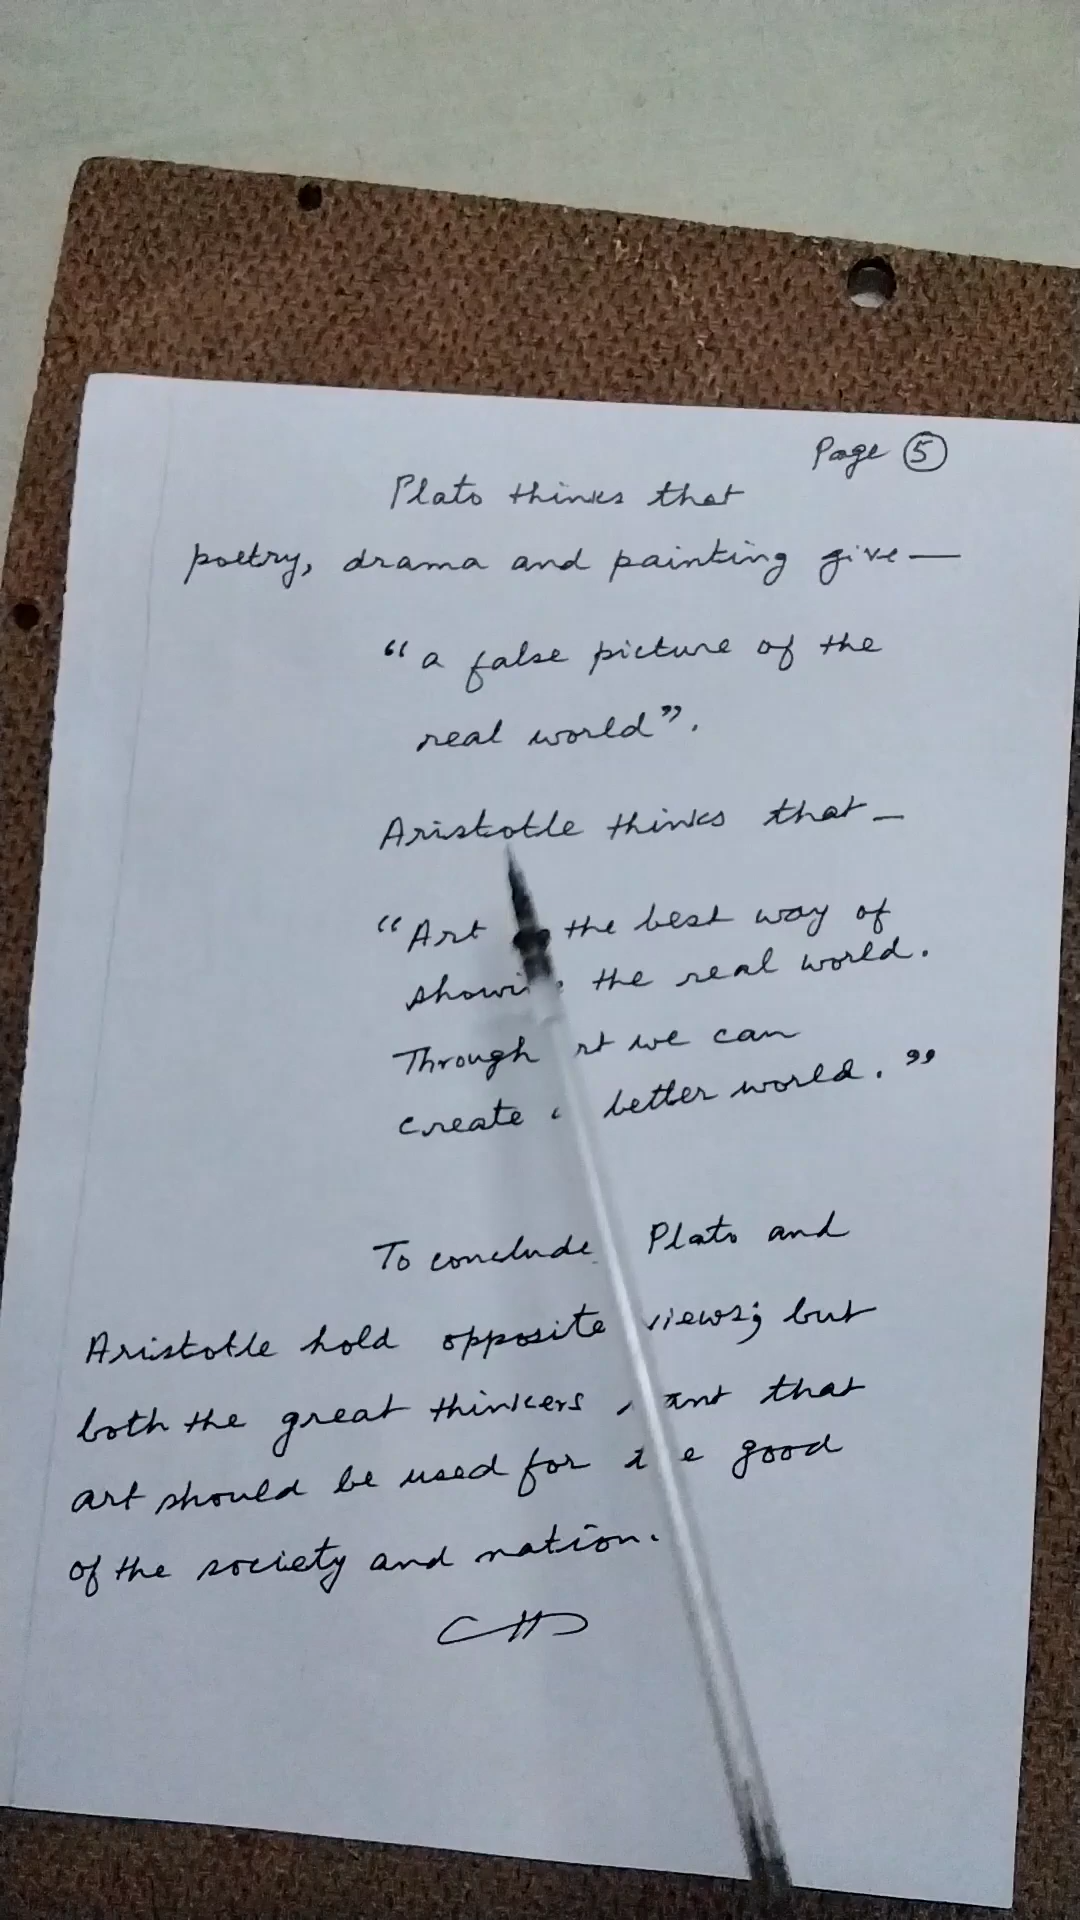 Page 5
Plato thinks that
poetry, drama and painting give—
"a false picture of the
real world".
Aristotle thinks that—
"Art the best way of
the real world.
Through we can
create better world."
To conclude Plato and
Aristotle hold opposite views; but
both the great thinkers want that
art should be used for the good
of the society and nation.